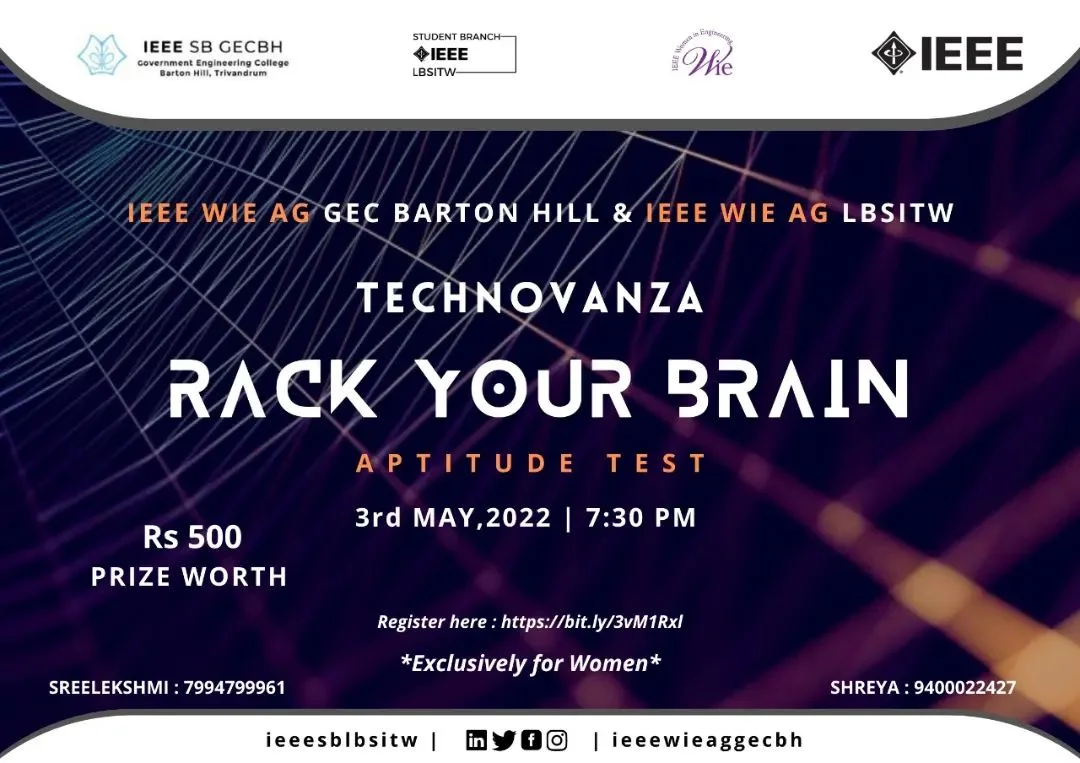 IEEE SB GECBH
Government Engineering College
Barton Hill, Trivandrum
STUDENT BRANCH
IEEE
LBSITW
IEEE Women in Engineering
WIE
IEEE
IEEE WIE AG GEC BARTON HILL & IEEE WIE AG LBSITW
TECHNOVANZA
RACK YOUR BRAIN
APTITUDE TEST
3rd MAY,2022 | 7:30 PM
Rs 500
PRIZE WORTH
Register here : https://bit.ly/3vM1Rxl
*Exclusively for Women*
SREELEKSHMI : 7994799961
SHREYA : 9400022427
ieeesblbsitw | | ieeewieaggecbh